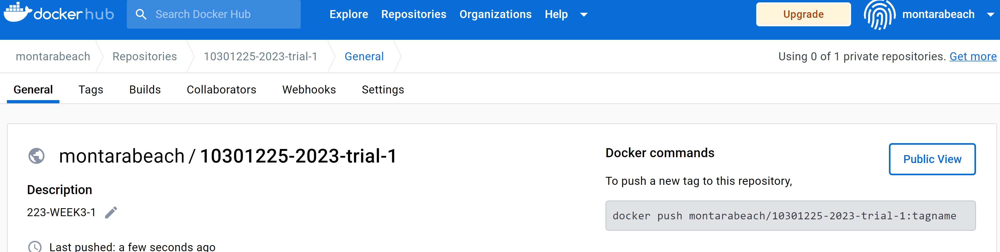 dockerhub Search Docker Hub Explore Repositories Organizations Help Upgrade montarabeach
montarabeach Repositories 10301225-2023-trial-1 General Using 0 of 1 private repositories. Get more
General Tags Builds Collaborators Webhooks Settings
montarabeach / 10301225-2023-trial-1
Description
223-WEEK3-1
Last pushed: a few seconds ago
Docker commands
Public View
To push a new tag to this repository,
docker push montarabeach/10301225-2023-trial-1:tagname